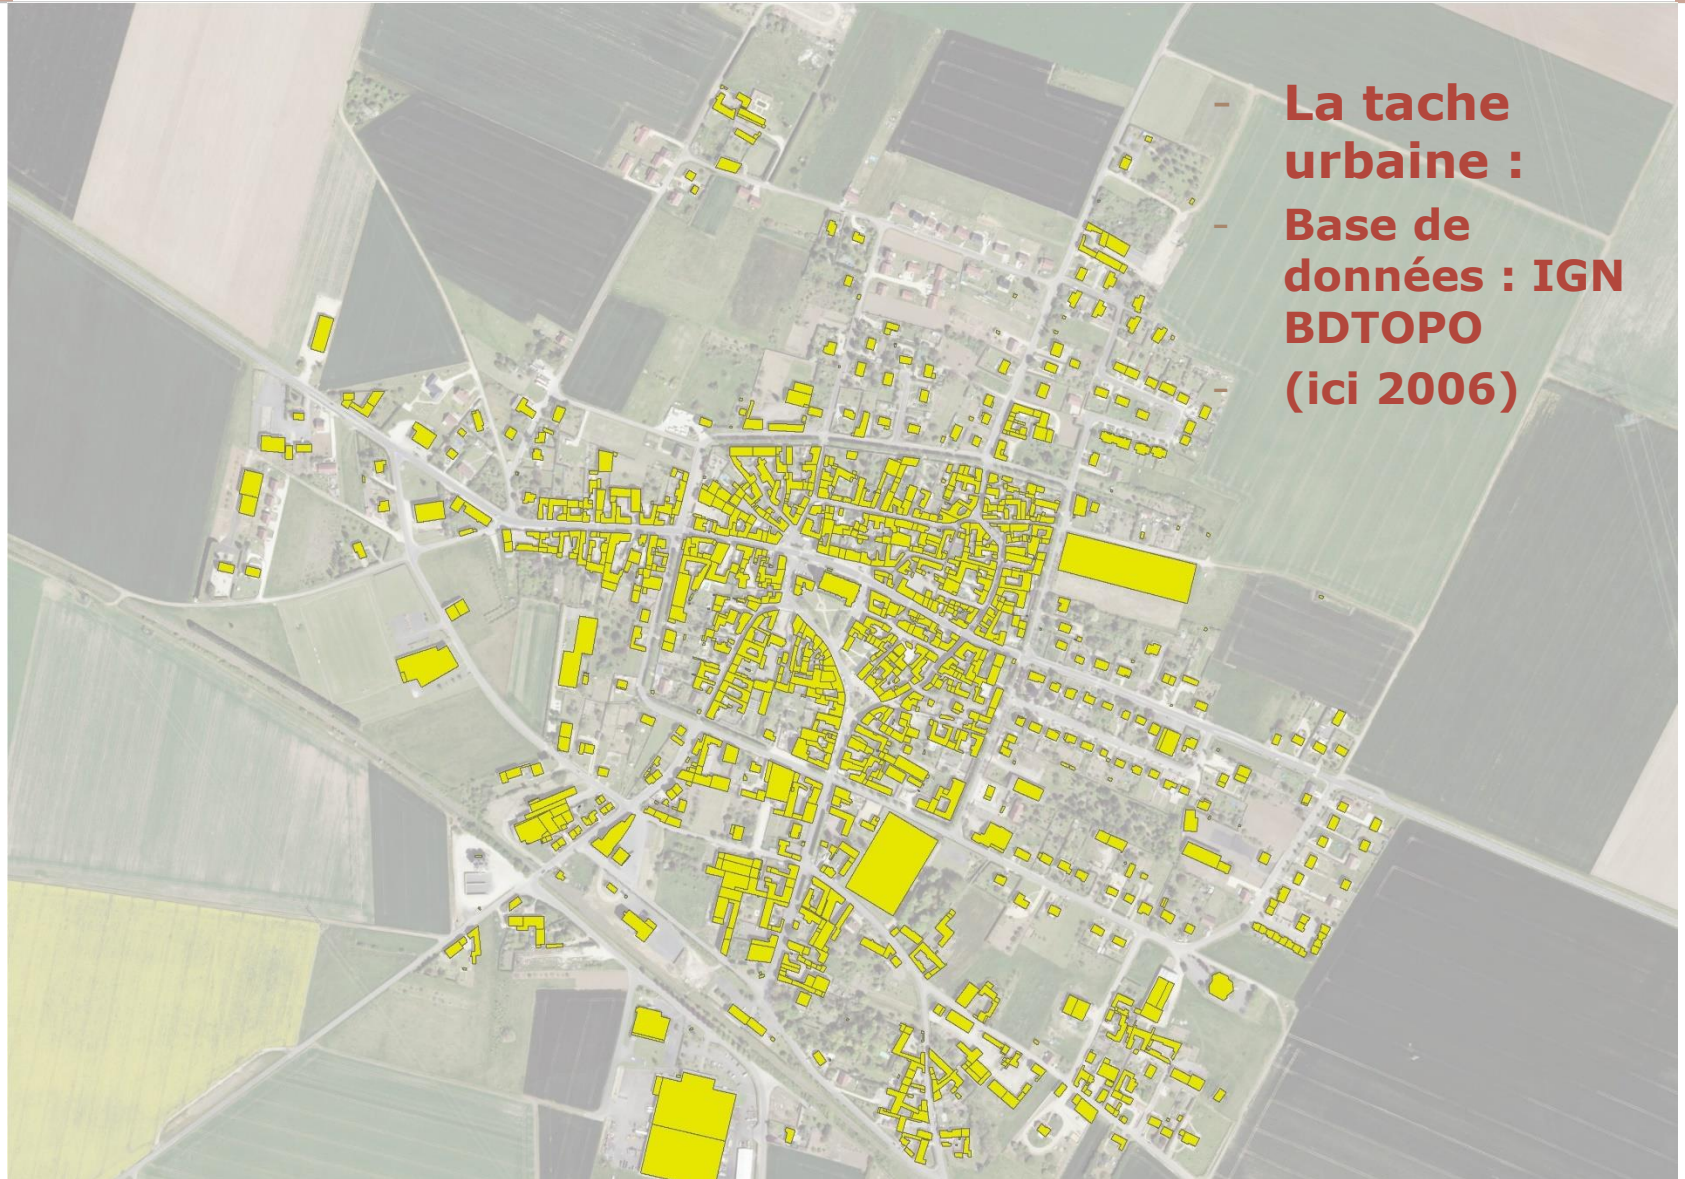 - La tache
urbaine :
- Base de
données : IGN
BDTOPO
- (ici 2006)